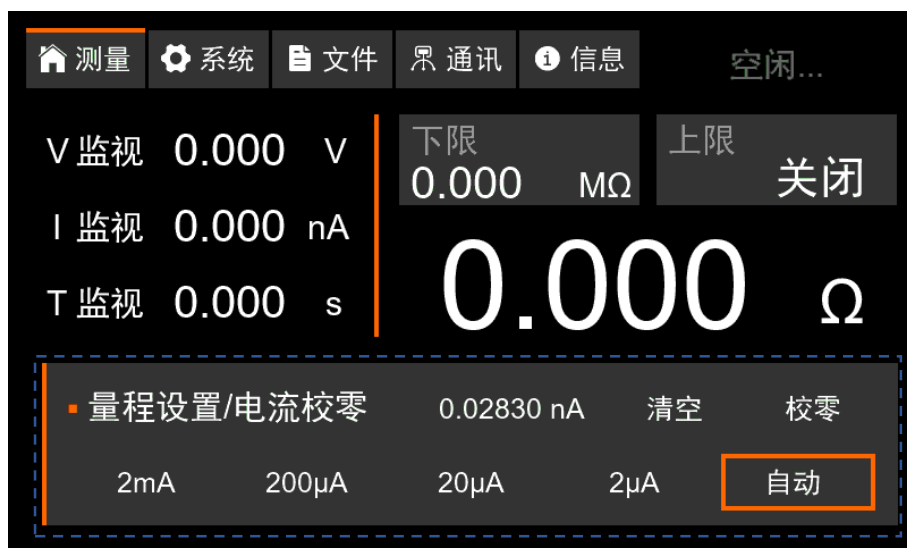 测量 系统 文件 通讯 信息 空闲...
V 监视 0.000 V
I 监视 0.000 nA
T 监视 0.000 s
下限
0.000 MΩ
上限
关闭
0.000 Ω
量程设置/电流校零 0.02830 nA 清空 校零
2mA 200μA 20μA 2μA 自动